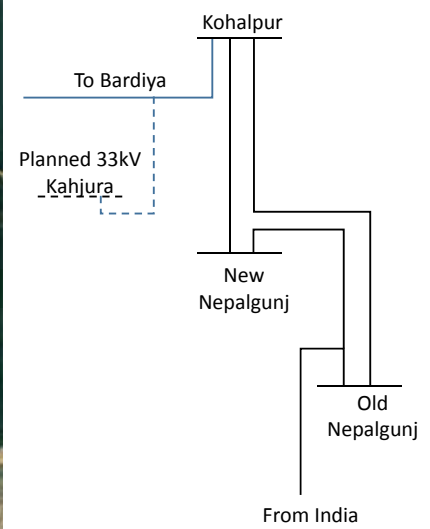 Kohalpur
To Bardiya
Planned 33kV
Kahjura
New
Nepalgunj
Old
Nepalgunj
From India